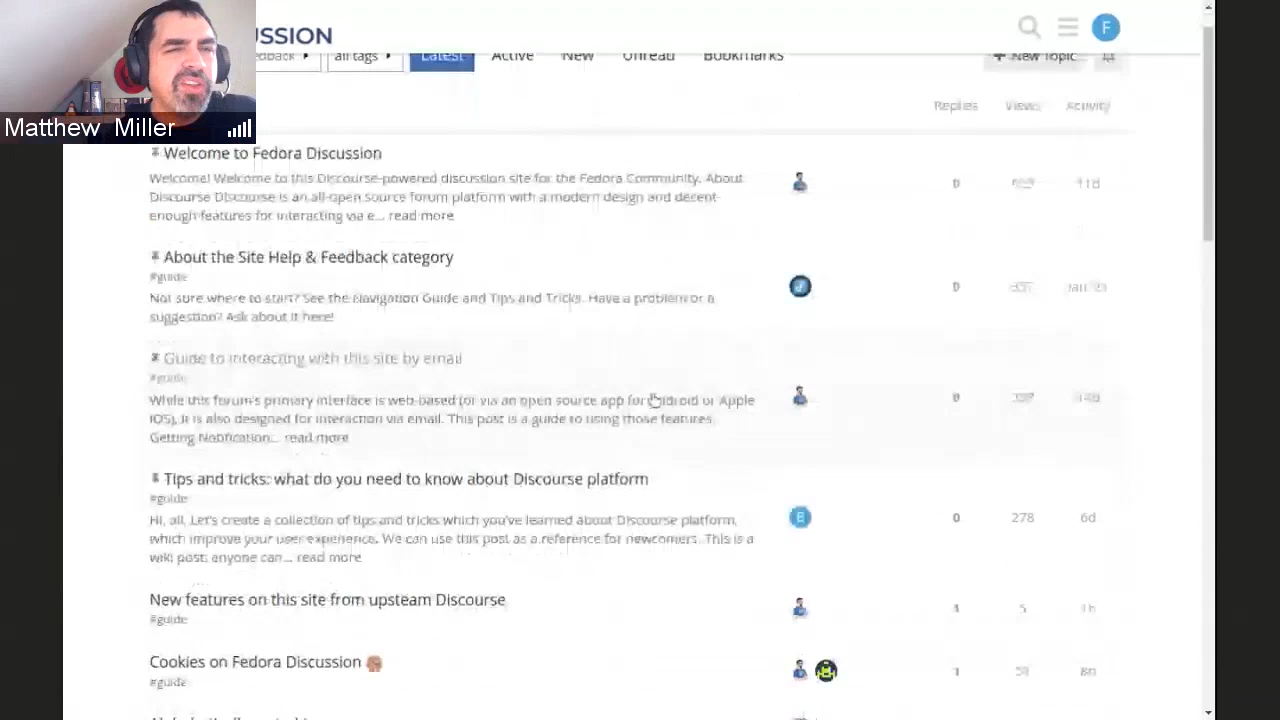 USSION
F
Matthew Miller
all tags
Latest
Active
New
Unread
Bookmarks
+ New Topic
Replies
Views
Activity
Welcome to Fedora Discussion
Welcome! Welcome to this Discourse-powered discussion site for the Fedora Community. About
Discourse Discourse is an all-open source forum platform with a modern design and decent-
enough features for interacting via e... read more
0
11d
About the Site Help & Feedback category
#guide
Not sure where to start? See the Navigation Guide and Tips and Tricks. Have a problem or a
suggestion? Ask about it here!
0
Guide to interacting with this site by email
#guide
While this forum's primary interface is web-based (or via an open source app for Android or Apple
iOS), it is also designed for interaction via email. This post is a guide to using those features.
Getting Notification... read more
0
14d
Tips and tricks: what do you need to know about Discourse platform
#guide
Hi, all. Let's create a collection of tips and tricks which you've learned about Discourse platform,
which improve your user experience. We can use this post as a reference for newcomers. This is a
wiki post, anyone can... read more
E
0
278
6d
New features on this site from upsteam Discourse
#guide
5
1h
Cookies on Fedora Discussion
#guide
1